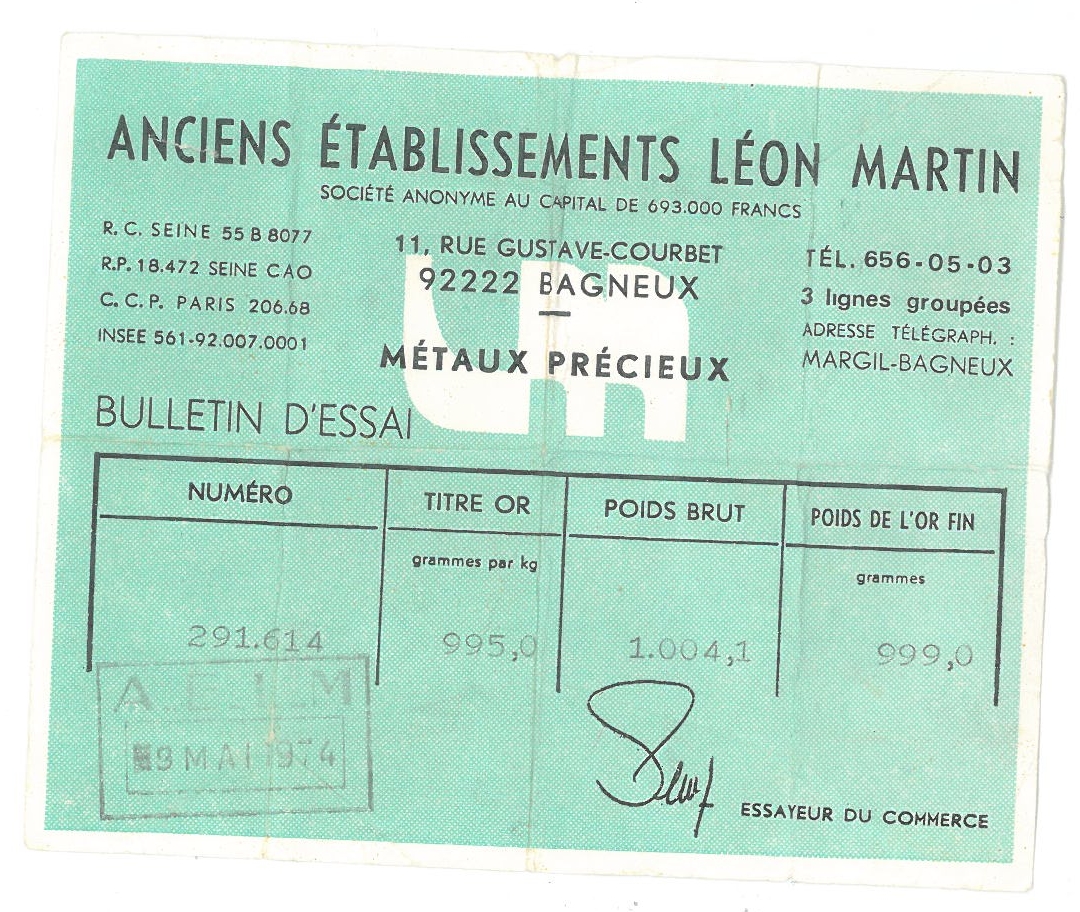 ANCIENS ÉTABLISSEMENTS LÉON MARTIN
SOCIÉTÉ ANONYME AU CAPITAL DE 693.000 FRANCS
R. C. SEINE 55 B 8077
R.P. 18.472 SEINE CAO
C. C. P. PARIS 206.68
INSEE 561-92.007.0001
11, RUE GUSTAVE-COURBET
92222 BAGNEUX
MÉTAUX PRÉCIEUX
TÉL. 656-05-03
3 lignes groupées
ADRESSE TÉLÉGRAPH. :
MARGIL-BAGNEUX
BULLETIN D'ESSAI
NUMÉRO TITRE OR POIDS BRUT POIDS DE L'OR FIN
grammes par kg grammes
291.614 995,0 1.004,1 999,0
A.E.L.M
9 MAI 1974
ESSAYEUR DU COMMERCE